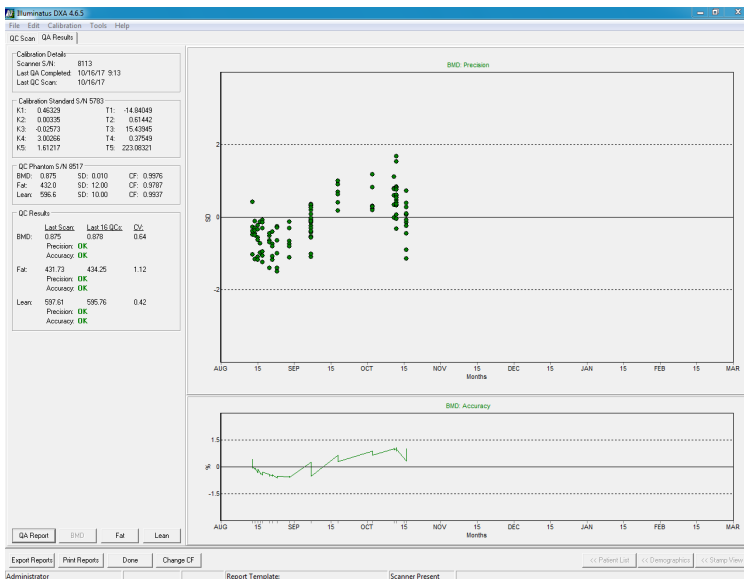 Illuminatus DXA 4.6.5
File Edit Calibration Tools Help
QC Scan QA Results
Calibration Details
Scanner S/N: 8113
Last QA Completed: 10/16/17 9:13
Last QC Scan: 10/16/17
Calibration Standard S/N 5783
K1: 0.46329 T1: -14.84049
K2: 0.00335 T2: 0.61442
K3: -0.02573 T3: 15.43945
K4: 3.00266 T4: 0.37549
K5: 1.61217 T5: 223.08321
QC Phantom S/N 8517
BMD: 0.875 SD: 0.010 CF: 0.9976
Fat: 432.0 SD: 12.00 CF: 0.9787
Lean: 596.6 SD: 10.00 CF: 0.9937
QC Results
Last Scan: Last 16 QCs: CV:
BMD: 0.875 0.878 0.64
Precision: OK
Accuracy: OK
Fat: 431.73 434.25 1.12
Precision: OK
Accuracy: OK
Lean: 597.61 595.76 0.42
Precision: OK
Accuracy: OK
BMD: Precision
2
SD 0
-2
AUG 15 SEP 15 OCT 15 NOV 15 DEC 15 JAN 15 FEB 15 MAR
Months
BMD: Accuracy
1.5
% 0
-1.5
AUG 15 SEP 15 OCT 15 NOV 15 DEC 15 JAN 15 FEB 15 MAR
Months
QA Report BMD Fat Lean
Export Reports Print Reports Done Change CF << Patient List << Demographics << Stamp View
Administrator Report Template: Scanner Present